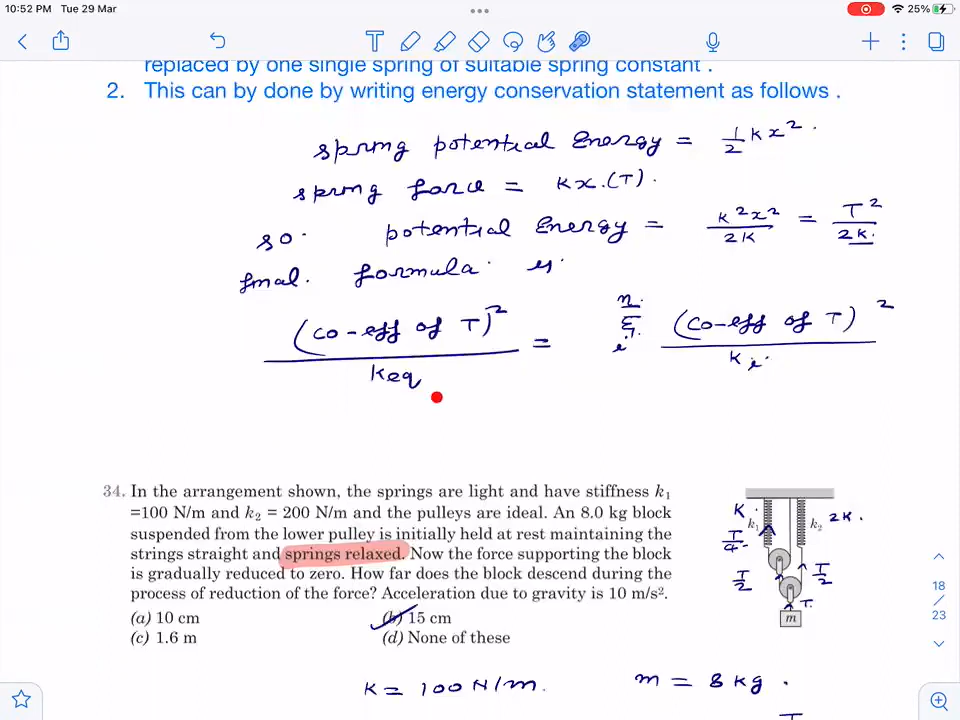 10:52 PM Tue 29 Mar
25%
replaced by one single spring of suitable spring constant .
2. This can by done by writing energy conservation statement as follows .
spring potential Energy = 1/2 kx².
spring force = kx.(T).
so. potential Energy = k²x²/2k = T²/2k.
final. formula is.
(co-eff of T)²/keq = n Σ i (co-eff of T)²/ki
34. In the arrangement shown, the springs are light and have stiffness k₁
=100 N/m and k₂ = 200 N/m and the pulleys are ideal. An 8.0 kg block
suspended from the lower pulley is initially held at rest maintaining the
strings straight and springs relaxed. Now the force supporting the block
is gradually reduced to zero. How far does the block descend during the
process of reduction of the force? Acceleration due to gravity is 10 m/s².
(a) 10 cm (b) 15 cm
(c) 1.6 m (d) None of these
K k₁ k₂ 2K.
T/4
T/2 T/2
T.
m
18
/
23
K = 100 N/m. m = 8 kg .
T